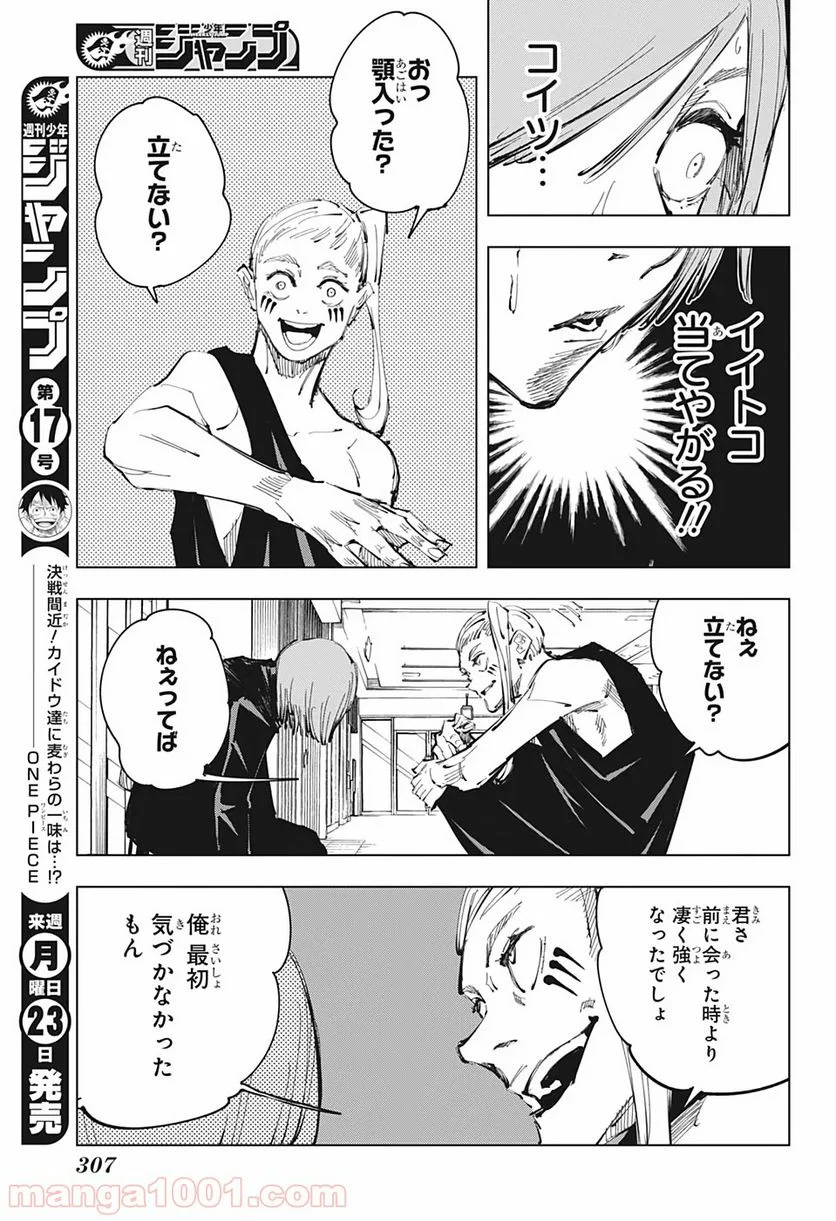 コイツ…
イイトコ
当てやがる!!
おっ
顎入った?
立てない?
ねぇ
立てない?
ねぇってば
君さ
前に会った時より
凄く強く
なったでしょ
俺 最初
気づかなかった
もん
週刊少年ジャンプ
週刊少年ジャンプ第17号
決戦間近!カイドウ達に麦わらの一味は…!?
ONE PIECE
来週月曜日23日発売
307
manga1001.com